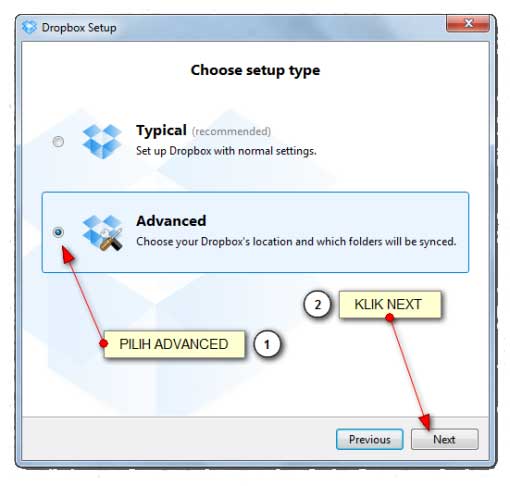 Dropbox Setup
Choose setup type
Typical (recommended)
Set up Dropbox with normal settings.
Advanced
Choose your Dropbox's location and which folders will be synced.
2 KLIK NEXT
PILIH ADVANCED 1
Previous Next